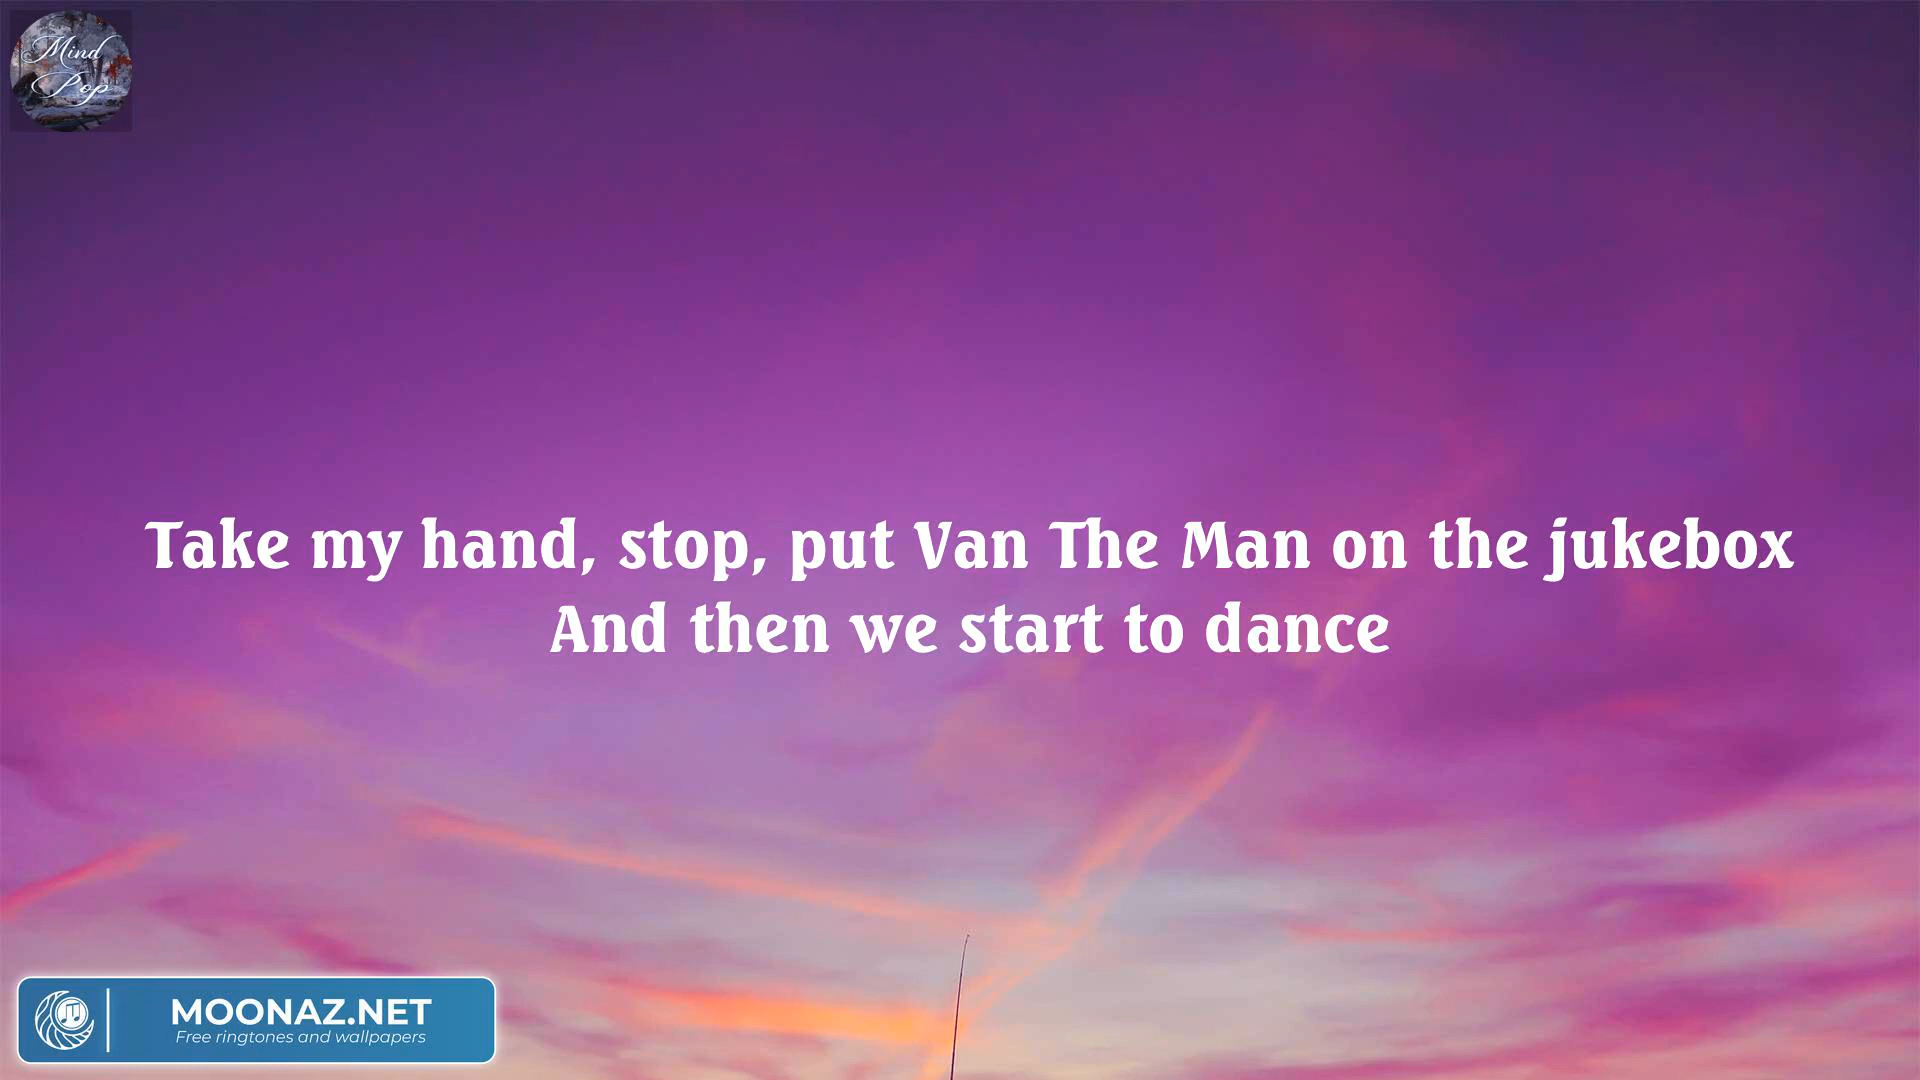 Mind
Pop
Take my hand, stop, put Van The Man on the jukebox
And then we start to dance
MOONAZ.NET
Free ringtones and wallpapers